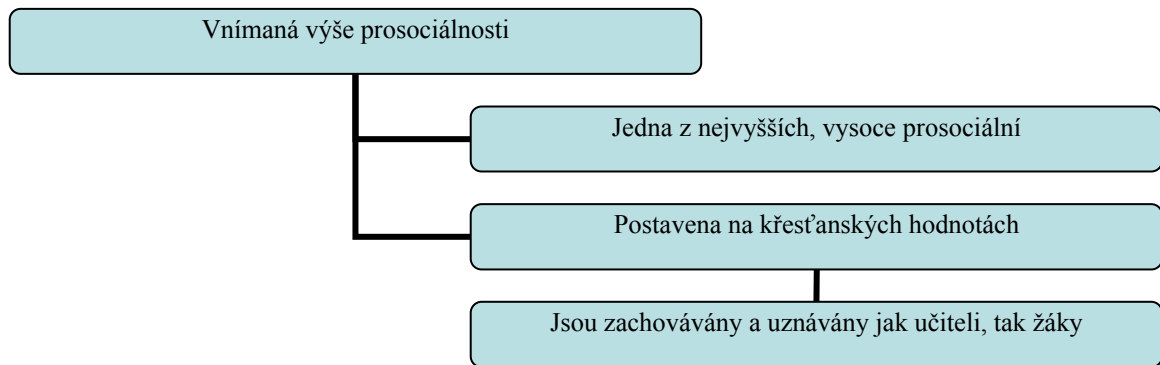 Vnímaná výše prosociálnosti
Jedna z nejvyšších, vysoce prosociální
Postavena na křesťanských hodnotách
Jsou zachovávány a uznávány jak učiteli, tak žáky